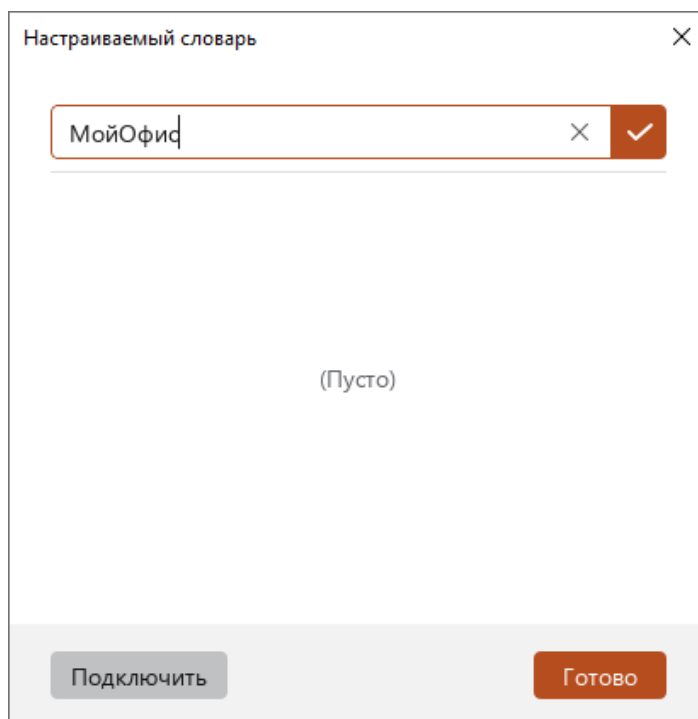 Настраиваемый словарь
МойОфис
(Пусто)
Подключить
Готово